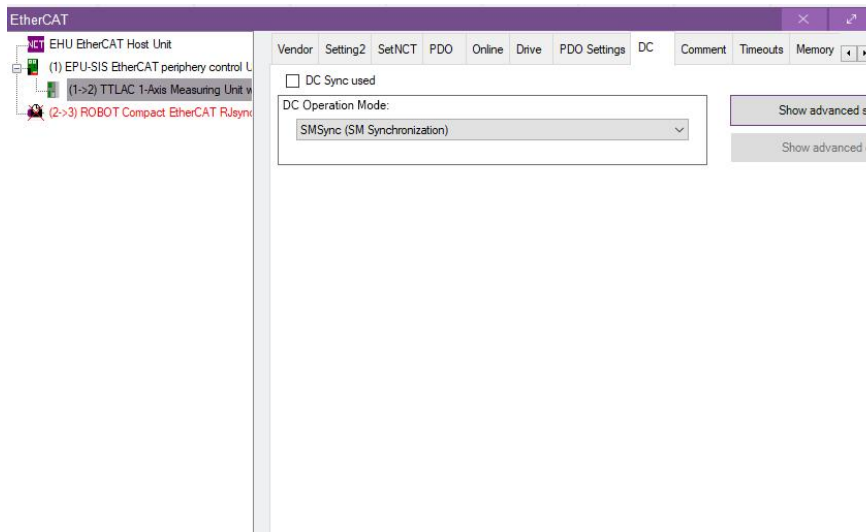 EtherCAT
NCT EHU EtherCAT Host Unit
(1) EPU-SIS EtherCAT periphery control U
(1->2) TTLAC 1-Axis Measuring Unit w
(2->3) ROBOT Compact EtherCAT RJsync
Vendor Setting2 SetNCT PDO Online Drive PDO Settings DC Comment Timeouts Memory
DC Sync used
DC Operation Mode:
SMSync (SM Synchronization)
Show advanced s
Show advanced